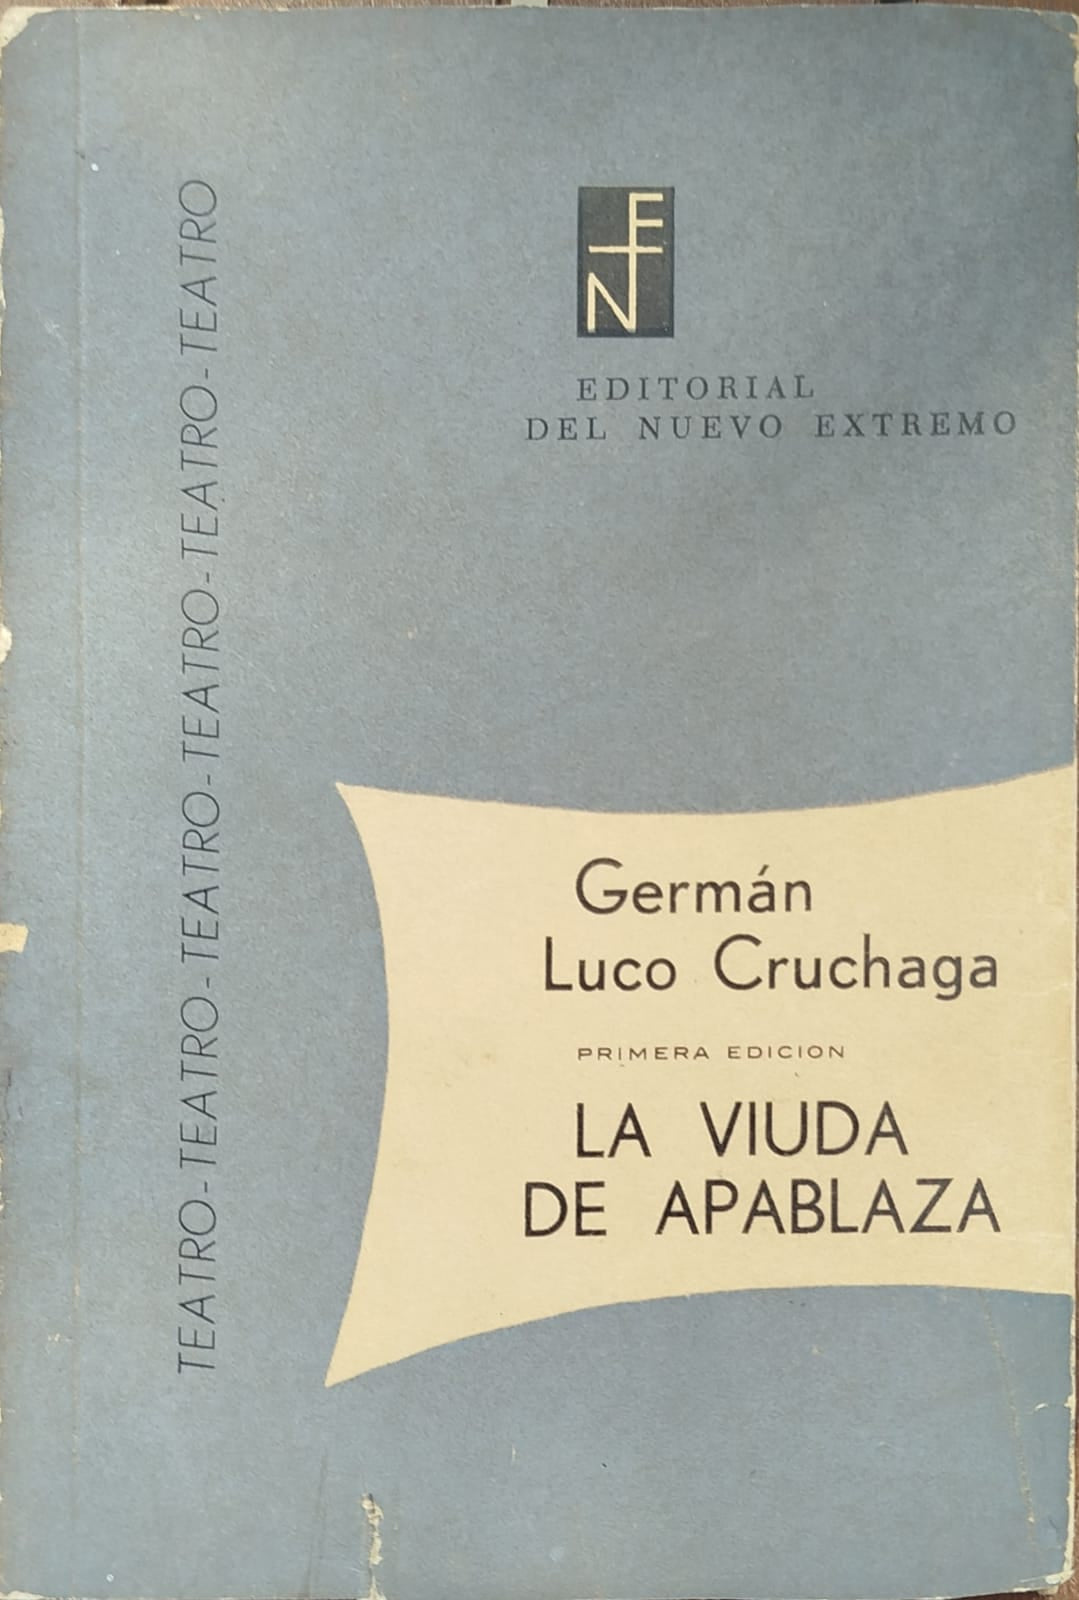 TEATRO-TEATRO-TEATRO-TEATRO-TEATRO-TEATRO-TEATRO
E
N
EDITORIAL
DEL NUEVO EXTREMO
Germán
Luco Cruchaga
PRIMERA EDICION
LA VIUDA
DE APABLAZA